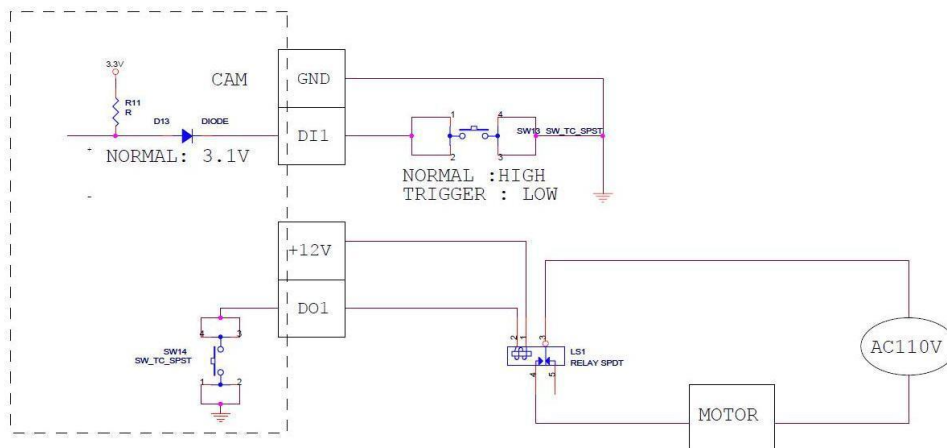 3.3V
R11
R
CAM
D13
DIODE
NORMAL: 3.1V
+
-
GND
DI1
1
4
2
3
SW13 SW_TC_SPST
NORMAL :HIGH
TRIGGER : LOW
+12V
DO1
4
3
SW14
SW_TC_SPST
1
2
2
1
3
LS1
RELAY SPDT
4
5
MOTOR
AC110V